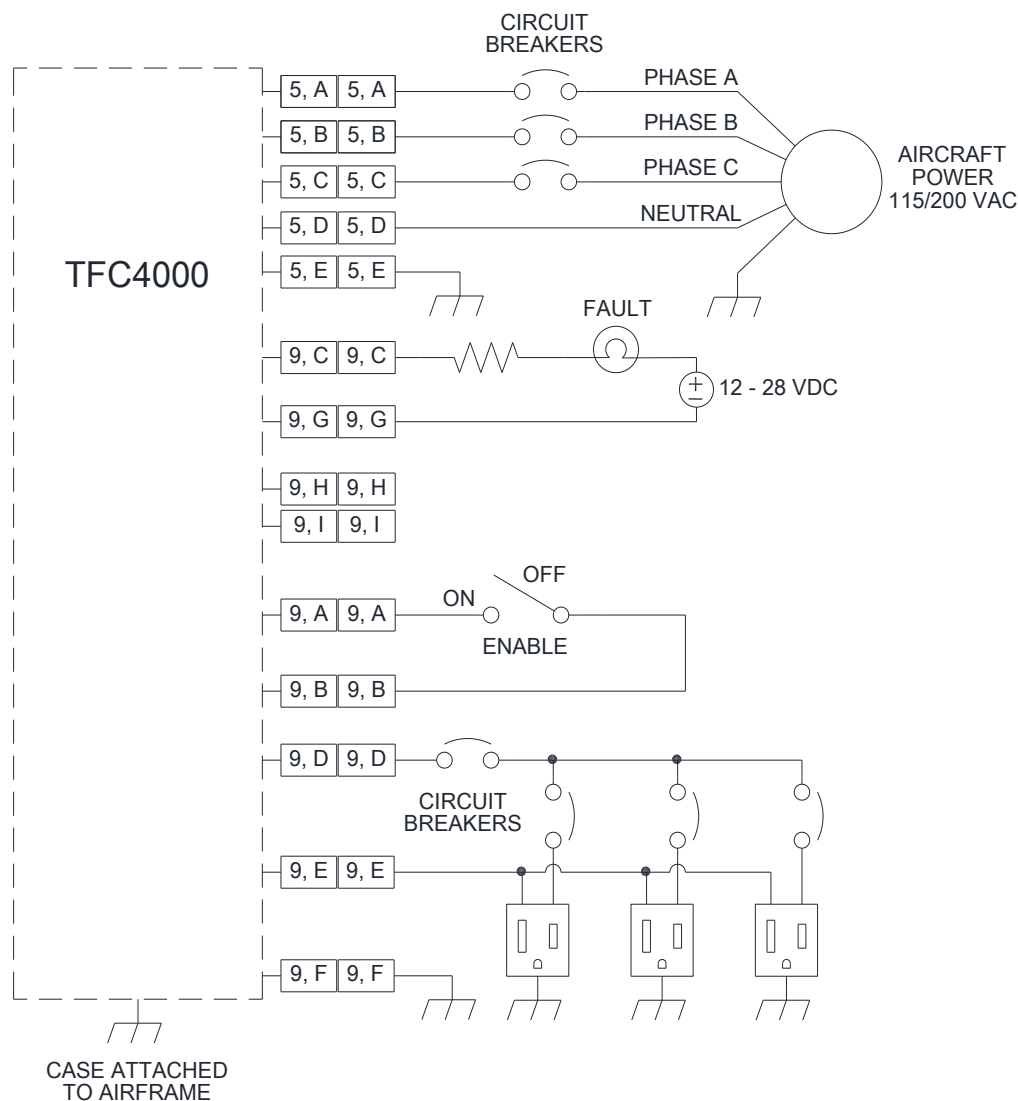 CIRCUIT
BREAKERS
5, A 5, A
PHASE A
5, B 5, B
PHASE B
5, C 5, C
PHASE C
AIRCRAFT
POWER
115/200 VAC
5, D 5, D
NEUTRAL
TFC4000
5, E 5, E
FAULT
9, C 9, C
12 - 28 VDC
+
–
9, G 9, G
9, H 9, H
9, I 9, I
OFF
ON
9, A 9, A
ENABLE
9, B 9, B
9, D 9, D
CIRCUIT
BREAKERS
9, E 9, E
9, F 9, F
CASE ATTACHED
TO AIRFRAME